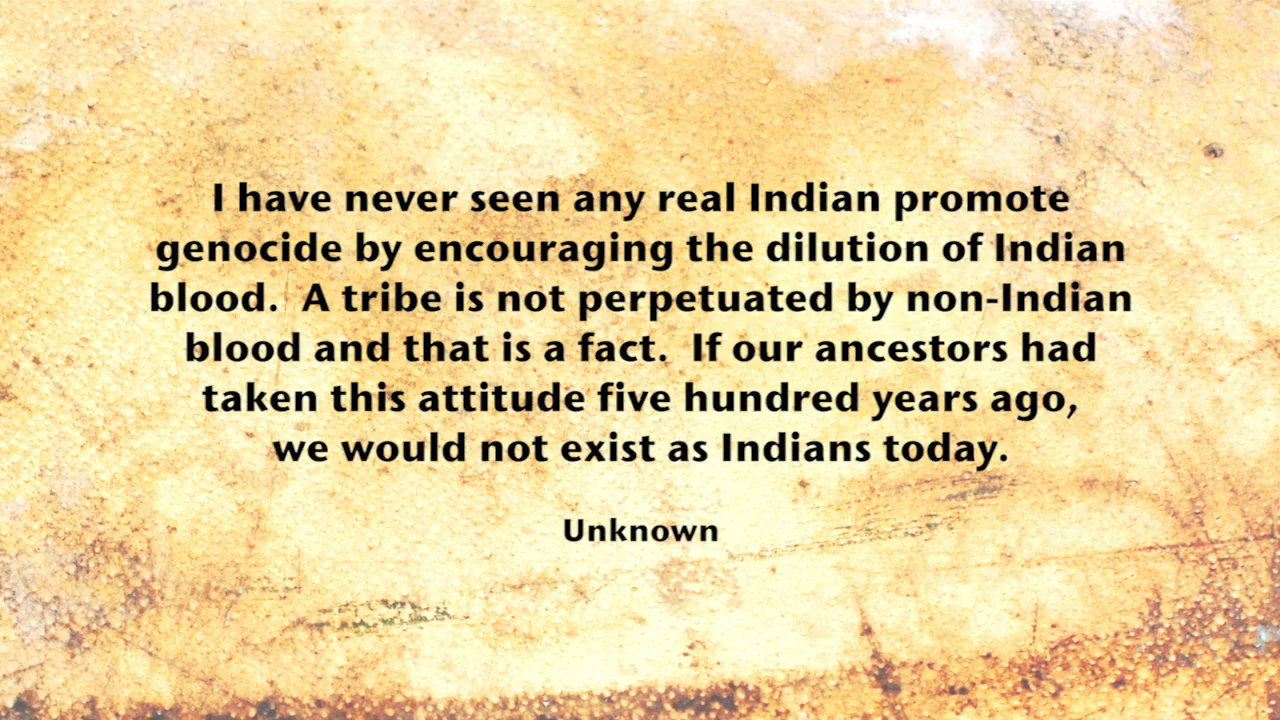 I have never seen any real Indian promote
genocide by encouraging the dilution of Indian
blood.  A tribe is not perpetuated by non-Indian
blood and that is a fact.  If our ancestors had
taken this attitude five hundred years ago,
we would not exist as Indians today.
Unknown